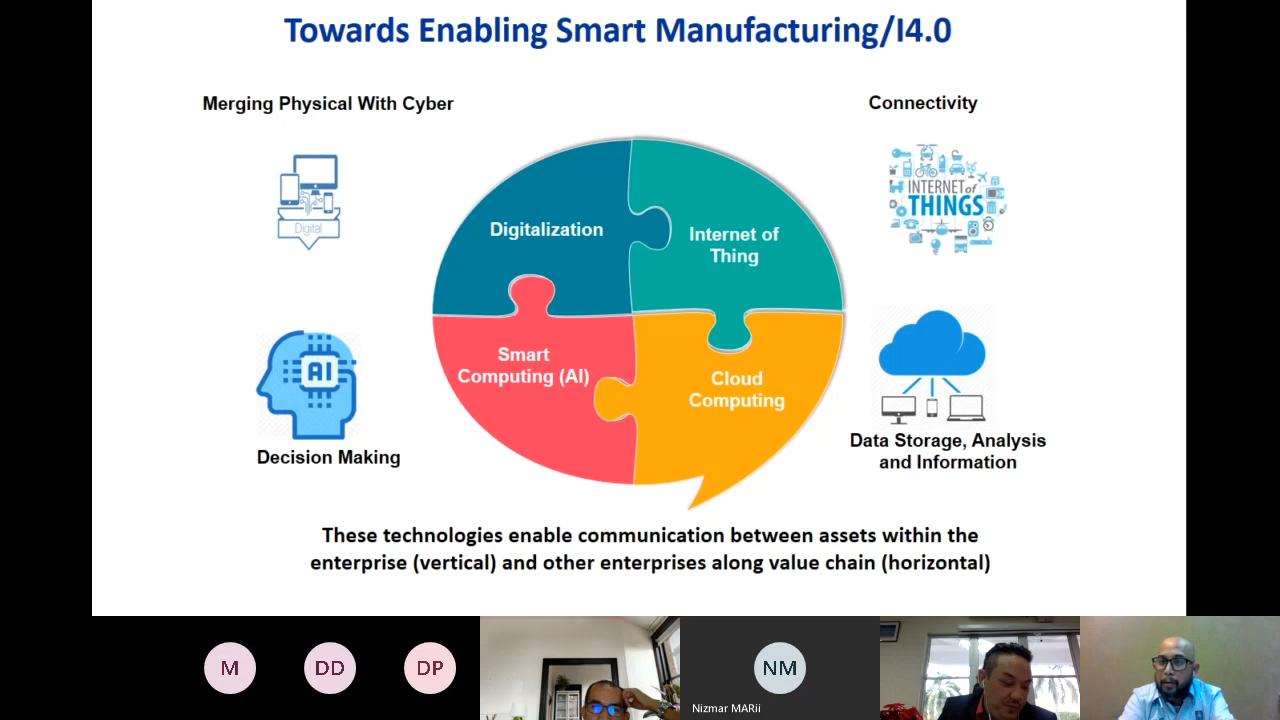 Towards Enabling Smart Manufacturing/I4.0
Merging Physical With Cyber
Connectivity
Digital
INTERNET of
THINGS
Digitalization
Internet of
Thing
AI
Smart
Computing (AI)
Cloud
Computing
Decision Making
Data Storage, Analysis
and Information
These technologies enable communication between assets within the
enterprise (vertical) and other enterprises along value chain (horizontal)
M
DD
DP
NM
Nizmar MARii